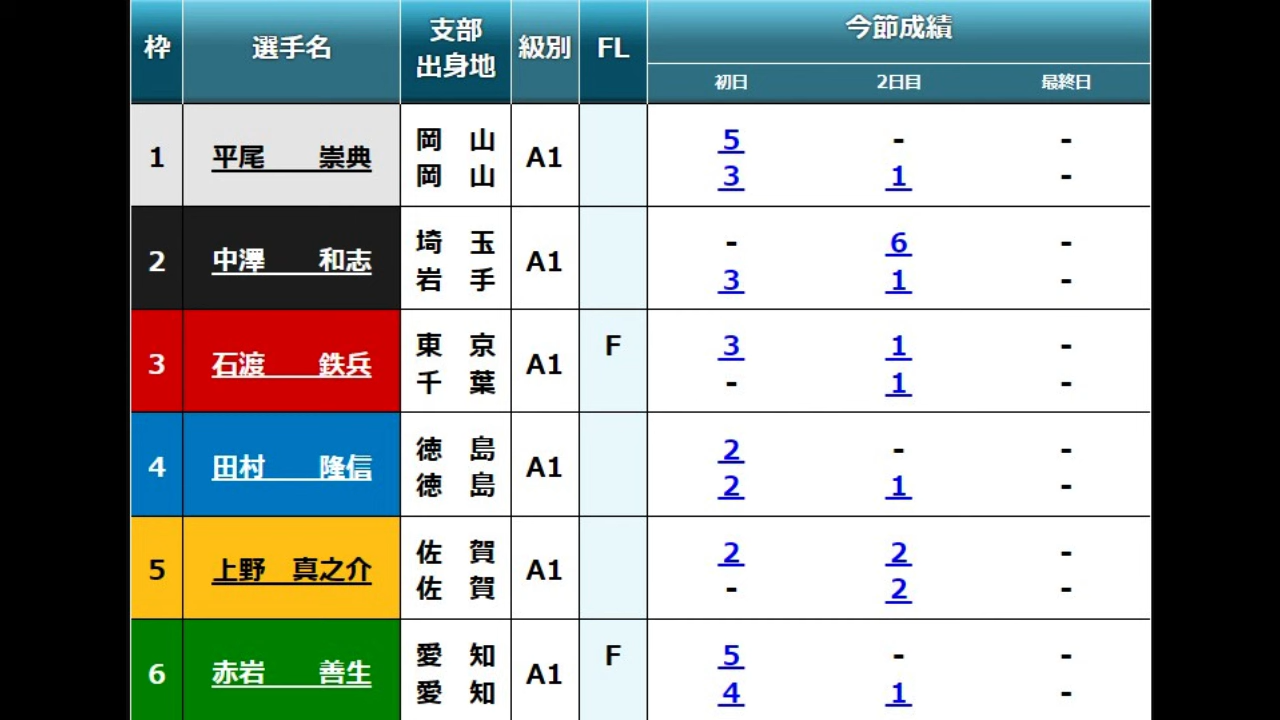 枠 選手名 支部 出身地 級別 FL 今節成績
初日 2日目 最終日
1 平尾 崇典 岡 山 A1 5 - -
岡 山 3 1 -
2 中澤 和志 埼 玉 A1 - 6 -
岩 手 3 1 -
3 石渡 鉄兵 東 京 A1 F 3 1 -
千 葉 - 1 -
4 田村 隆信 徳 島 A1 2 - -
徳 島 2 1 -
5 上野 真之介 佐 賀 A1 2 2 -
佐 賀 - 2 -
6 赤岩 善生 愛 知 A1 F 5 - -
愛 知 4 1 -